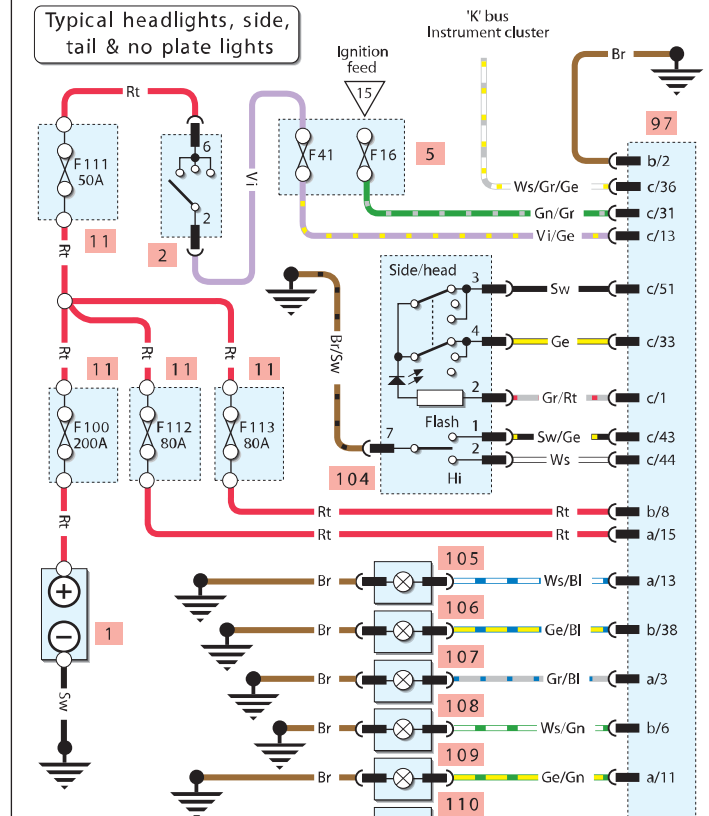 Typical headlights, side,
tail & no plate lights
'K' bus
Instrument cluster
Ignition
feed
15
Br
97
Rt
F111
50A
6
2
11
2
Vi
F41
F16
5
b/2
Ws/Gr/Ge
c/36
Gn/Gr
c/31
Vi/Ge
c/13
Rt
Side/head
3
Sw
c/51
4
Ge
c/33
2
Gr/Rt
c/1
Flash
1
Sw/Ge
c/43
7
2
Ws
c/44
Hi
104
Br/Sw
Rt
Rt
Rt
11
11
11
F100
200A
F112
80A
F113
80A
Rt
Rt
Rt
b/8
Rt
Rt
a/15
1
Sw
105
Br
Ws/Bl
a/13
106
Br
Ge/Bl
b/38
107
Br
Gr/Bl
a/3
108
Br
Ws/Gn
b/6
109
Br
Ge/Gn
a/11
110